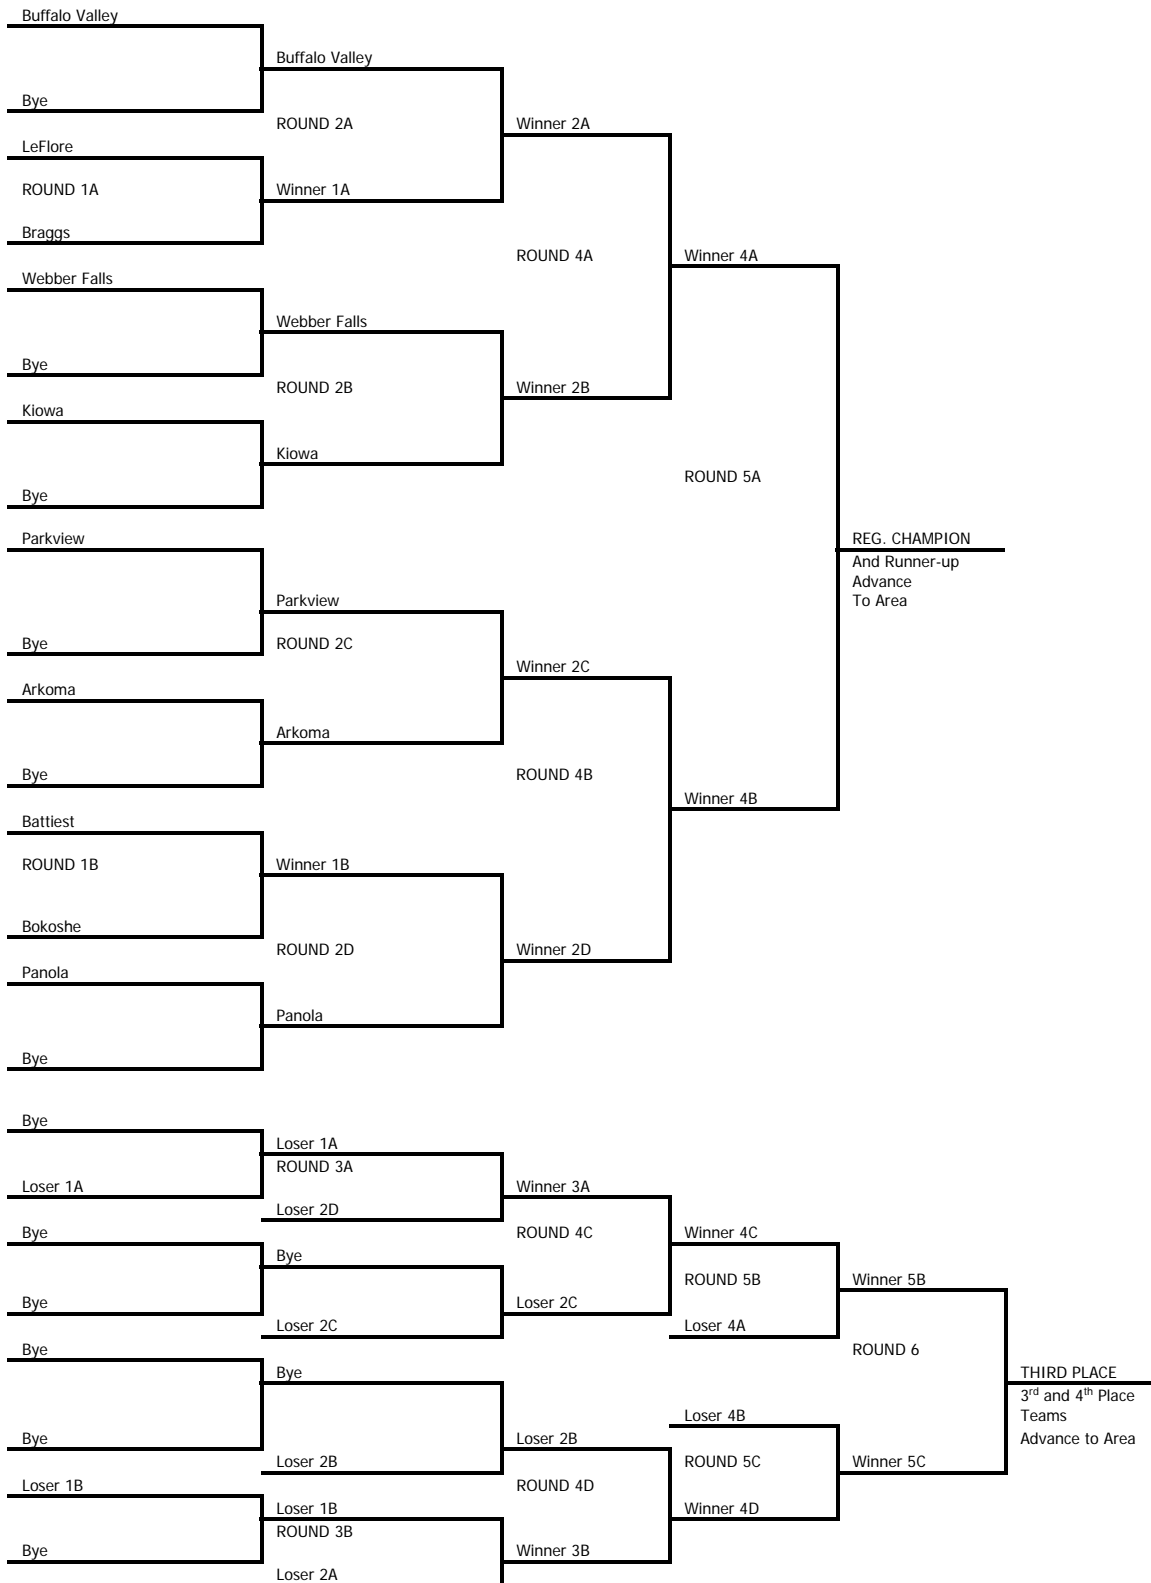 Buffalo Valley
Buffalo Valley
Bye
ROUND 2A
Winner 2A
LeFlore
ROUND 1A
Winner 1A
Braggs
ROUND 4A
Winner 4A
Webber Falls
Webber Falls
Bye
ROUND 2B
Winner 2B
Kiowa
Kiowa
ROUND 5A
Bye
Parkview
REG. CHAMPION
And Runner-up
Advance
To Area
Parkview
Bye
ROUND 2C
Winner 2C
Arkoma
Arkoma
Bye
ROUND 4B
Winner 4B
Battiest
ROUND 1B
Winner 1B
Bokoshe
ROUND 2D
Winner 2D
Panola
Panola
Bye
Bye
Loser 1A
ROUND 3A
Loser 1A
Winner 3A
Loser 2D
Bye
ROUND 4C
Winner 4C
Bye
ROUND 5B
Winner 5B
Bye
Loser 2C
Loser 2C
Loser 4A
Bye
ROUND 6
Bye
THIRD PLACE
3rd and 4th Place
Teams
Advance to Area
Loser 4B
Bye
Loser 2B
Loser 2B
ROUND 5C
Winner 5C
Loser 1B
ROUND 4D
Loser 1B
Winner 4D
ROUND 3B
Bye
Winner 3B
Loser 2A